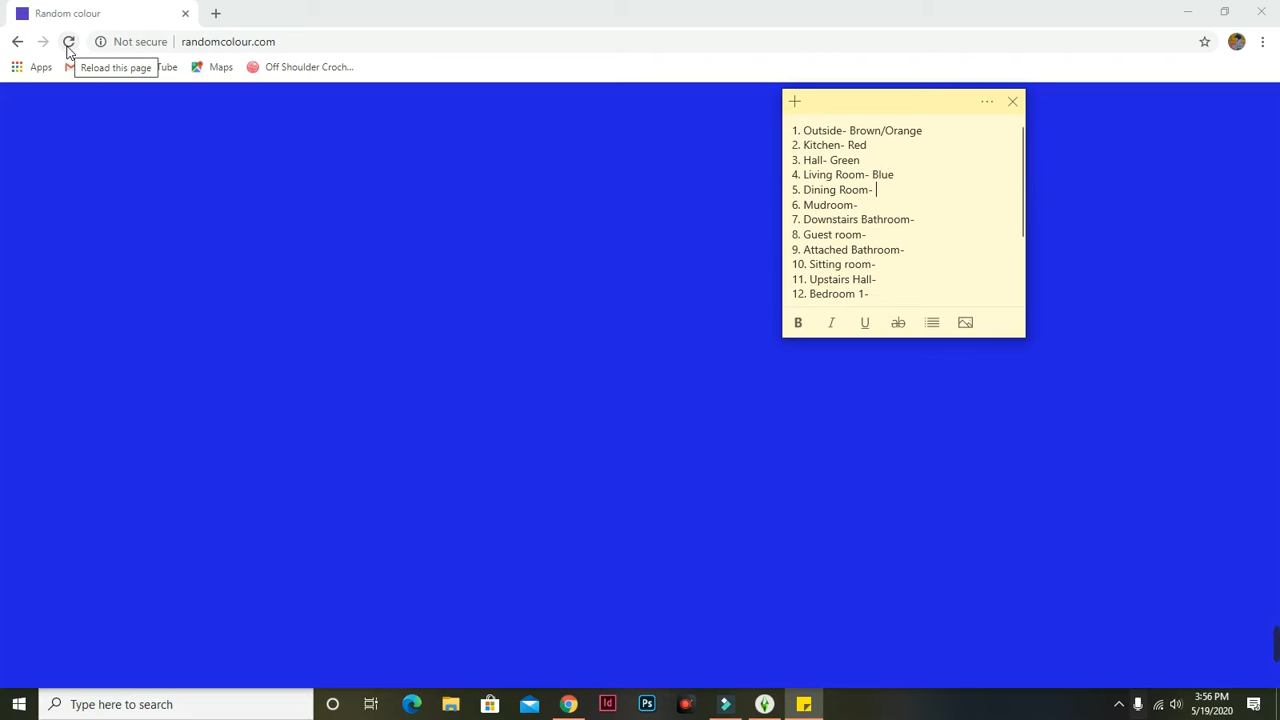 Random colour
Not secure
randomcolour.com
Reload this page
Apps
Tube
Maps
Off Shoulder Croch...
1. Outside- Brown/Orange
2. Kitchen- Red
3. Hall- Green
4. Living Room- Blue
5. Dining Room-
6. Mudroom-
7. Downstairs Bathroom-
8. Guest room-
9. Attached Bathroom-
10. Sitting room-
11. Upstairs Hall-
12. Bedroom 1-
B I U ab
Type here to search
Id
Ps
3:56 PM
5/19/2020